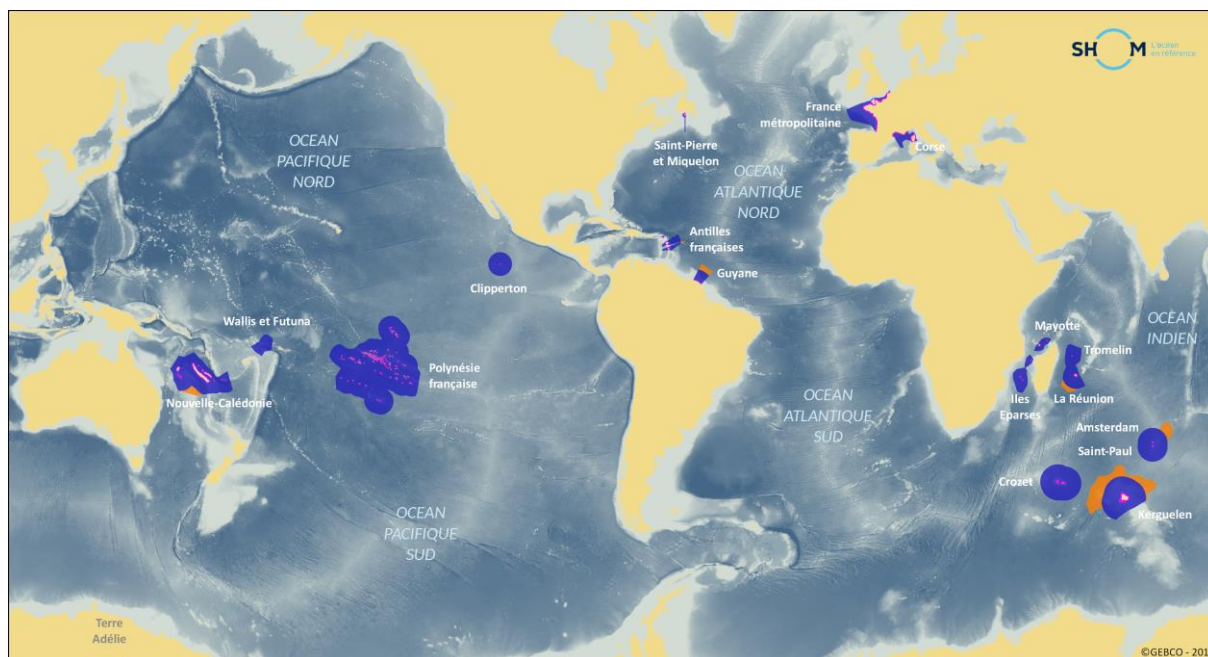 SHOM
L'océan
en référence
France
métropolitaine
Saint-Pierre
et Miquelon
Corse
OCEAN
PACIFIQUE
NORD
OCEAN
ATLANTIQUE
NORD
Antilles
françaises
Guyane
Clipperton
Wallis et Futuna
Nouvelle-Calédonie
Polynésie
française
OCEAN
INDIEN
Mayotte
Tromelin
Iles
Eparses
La Réunion
OCEAN
ATLANTIQUE
SUD
Amsterdam
Saint-Paul
Crozet
Kerguelen
OCEAN
PACIFIQUE
SUD
Terre
Adélie
©GEBCO - 201